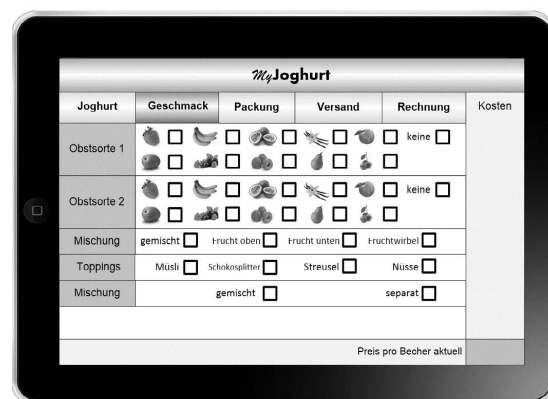 MyJoghurt
Joghurt Geschmack Packung Versand Rechnung Kosten
Obstsorte 1 keine
Obstsorte 2 keine
Mischung gemischt Frucht oben Frucht unten Fruchtwirbel
Toppings Müsli Schokosplitter Streusel Nüsse
Mischung gemischt separat
Preis pro Becher aktuell